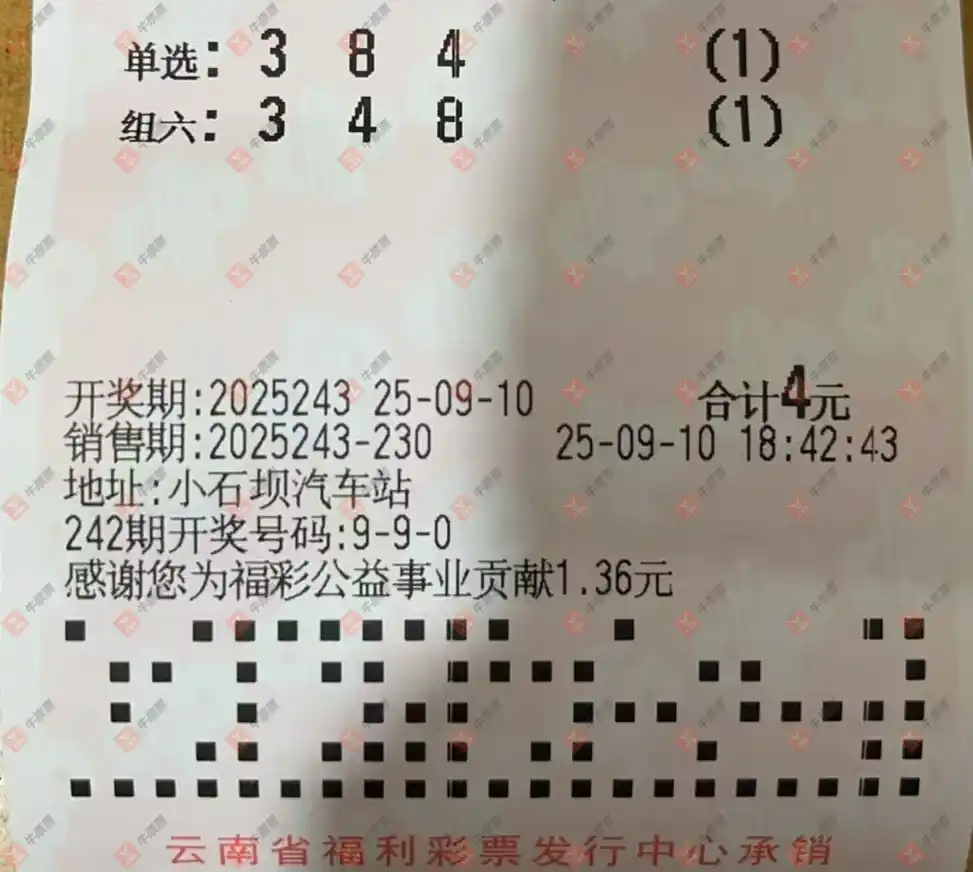 单选: 3 8 4 (1)
组六: 3 4 8 (1)
开奖期:2025243 25-09-10 合计4元
销售期:2025243-230 25-09-10 18:42:43
地址:小石坝汽车站
242期开奖号码:9-9-0
感谢您为福彩公益事业贡献1.36元
云南省福利彩票发行中心承销